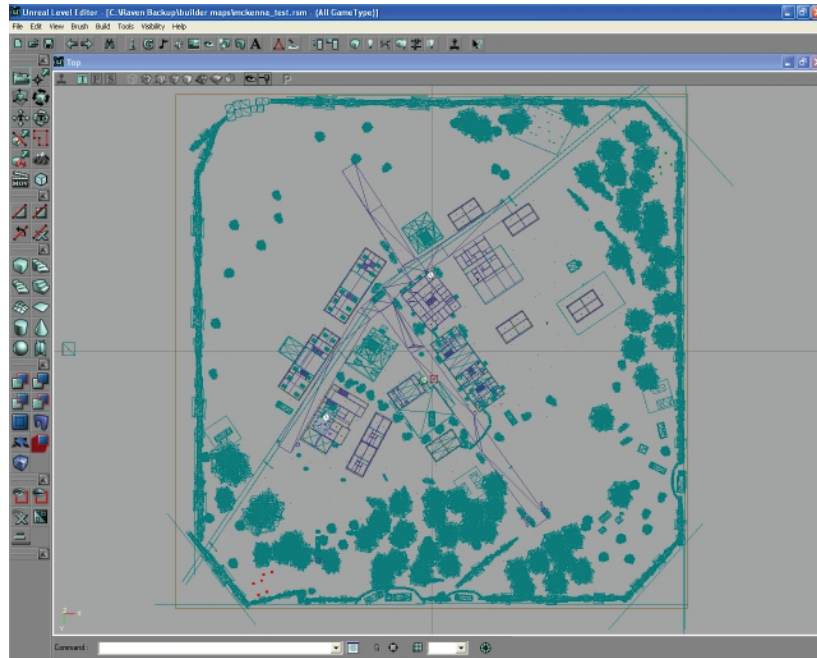 Unreal Level Editor - [C:\Raven Backup\builder maps\mckenna_test.rsm - (All GameType)]
File Edit View Brush Build Tools Visibility Help
Top
MOV
Z X
Y
Command :